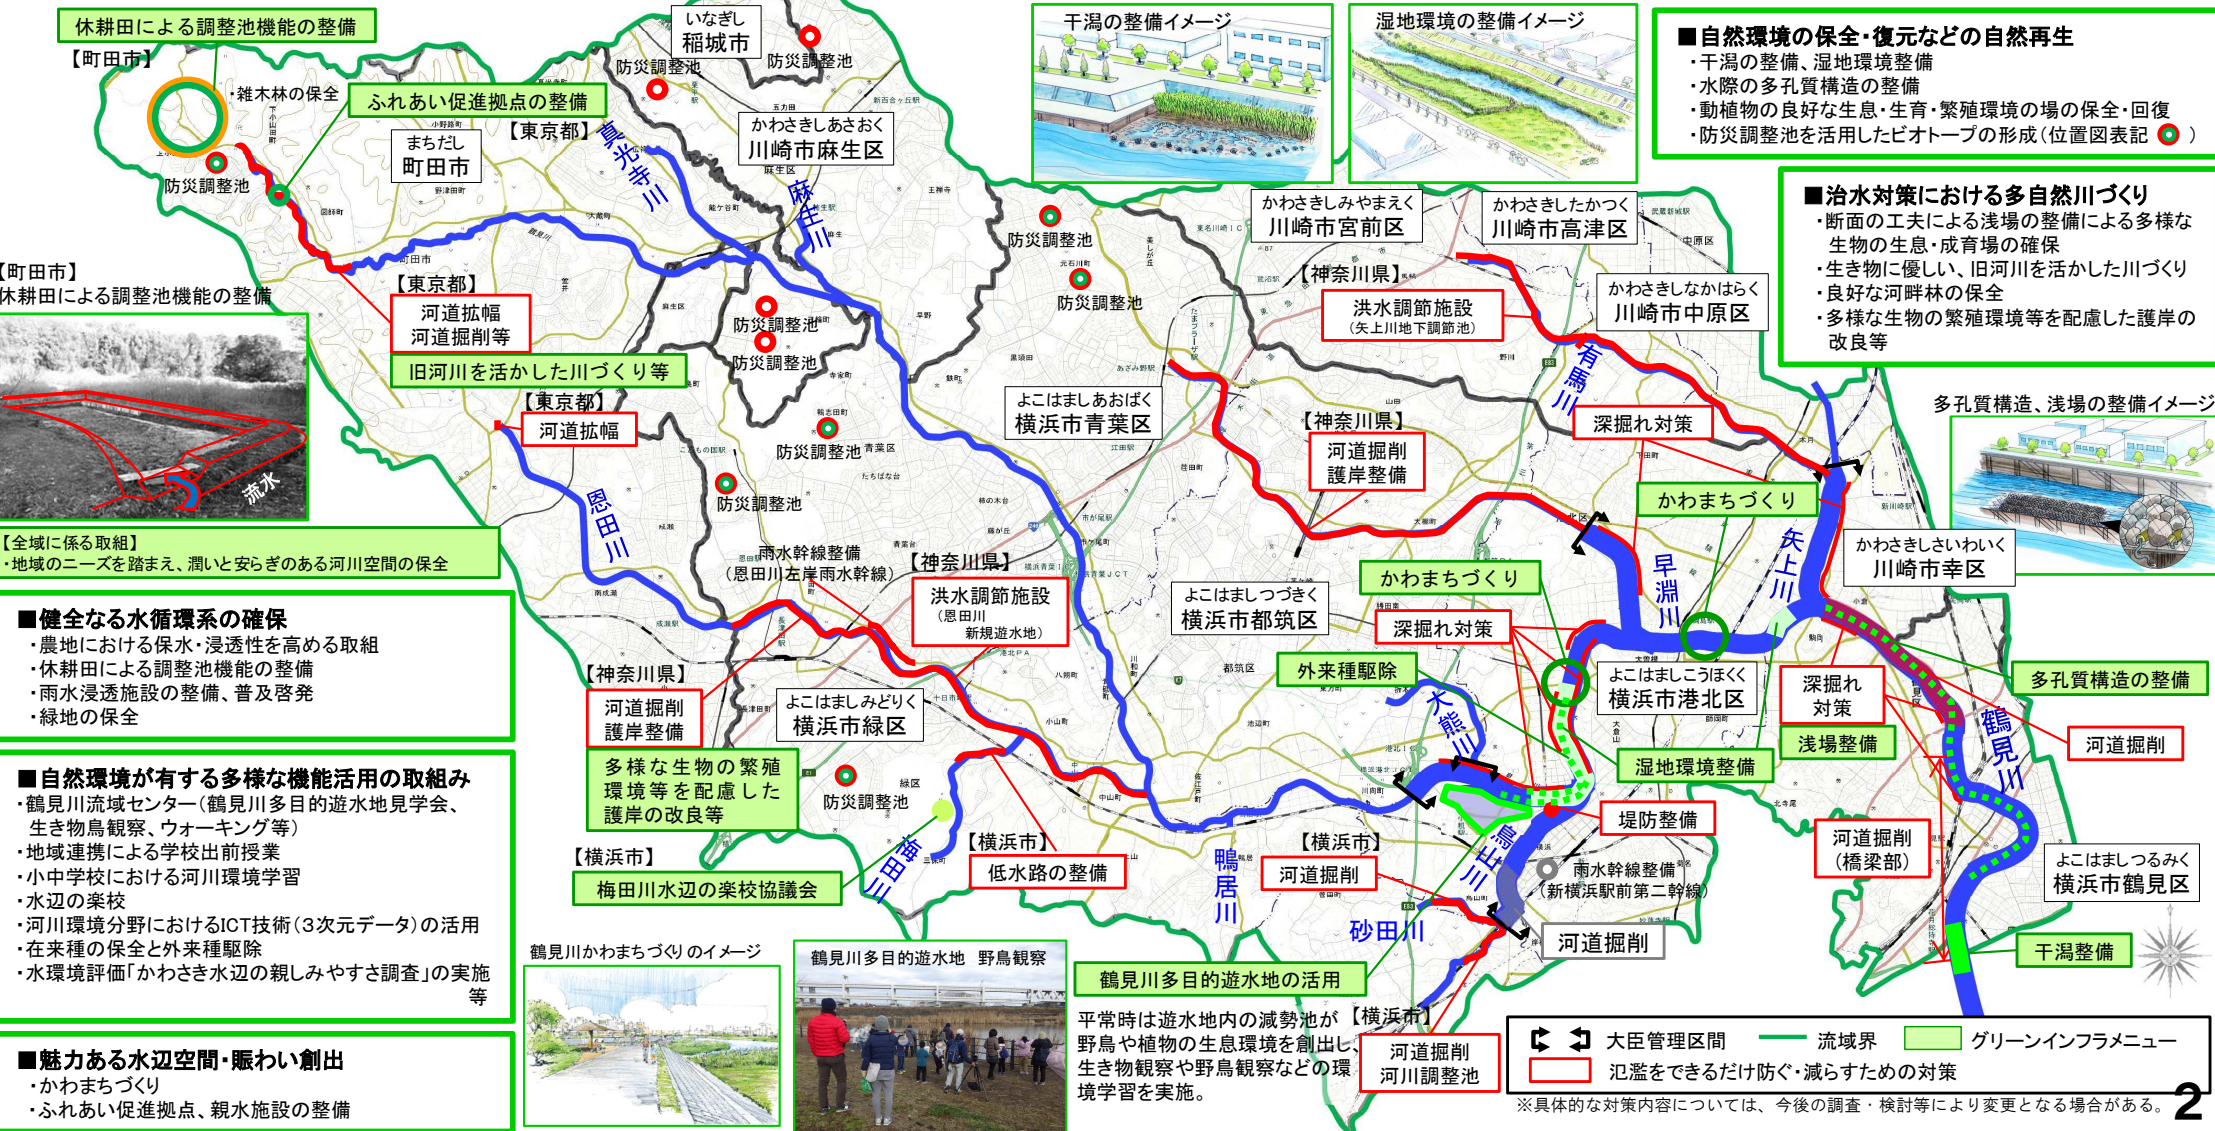 休耕田による調整池機能の整備
【町田市】
・雑木林の保全
ふれあい促進拠点の整備
【東京都】
まちだし
町田市
防災調整池
いなぎし
稲城市
防災調整池
防災調整池
かわさきしあさおく
川崎市麻生区
真光寺川
麻生川
干潟の整備イメージ
湿地環境の整備イメージ
■自然環境の保全・復元などの自然再生
・干潟の整備、湿地環境整備
・水際の多孔質構造の整備
・動植物の良好な生息・生育・繁殖環境の場の保全・回復
・防災調整池を活用したビオトープの形成(位置図表記 )
■治水対策における多自然川づくり
・断面の工夫による浅場の整備による多様な
生物の生息・成育場の確保
・生き物に優しい、旧河川を活かした川づくり
・良好な河畔林の保全
・多様な生物の繁殖環境等を配慮した護岸の
改良等
多孔質構造、浅場の整備イメージ
【町田市】
休耕田による調整池機能の整備
流水
【東京都】
河道拡幅
河道掘削等
旧河川を活かした川づくり等
【東京都】
河道拡幅
防災調整池
防災調整池
防災調整池
防災調整池
防災調整池
防災調整池
かわさきしみやまえく
川崎市宮前区
かわさきしたかつく
川崎市高津区
かわさきしなかはらく
川崎市中原区
【神奈川県】
洪水調節施設
(矢上川地下調節池)
有馬川
よこはましあおばく
横浜市青葉区
【神奈川県】
河道掘削
護岸整備
深掘れ対策
かわまちづくり
矢上川
早淵川
かわさきしさいわいく
川崎市幸区
恩田川
【全域に係る取組】
・地域のニーズを踏まえ、潤いと安らぎのある河川空間の保全
雨水幹線整備
(恩田川左岸雨水幹線)
【神奈川県】
洪水調節施設
(恩田川
新規遊水地)
よこはましつづきく
横浜市都筑区
かわまちづくり
深掘れ対策
外来種駆除
大熊川
よこはましこうほくく
横浜市港北区
深掘れ
対策
浅場整備
湿地環境整備
多孔質構造の整備
河道掘削
鶴見川
■健全なる水循環系の確保
・農地における保水・浸透性を高める取組
・休耕田による調整池機能の整備
・雨水浸透施設の整備、普及啓発
・緑地の保全
【神奈川県】
河道掘削
護岸整備
多様な生物の繁殖
環境等を配慮した
護岸の改良等
よこはましみどりく
横浜市緑区
防災調整池
■自然環境が有する多様な機能活用の取組み
・鶴見川流域センター(鶴見川多目的遊水地見学会、
生き物鳥観察、ウォーキング等)
・地域連携による学校出前授業
・小中学校における河川環境学習
・水辺の楽校
・河川環境分野におけるICT技術(3次元データ)の活用
・在来種の保全と外来種駆除
・水環境評価「かわさき水辺の親しみやすさ調査」の実施
等
【横浜市】
梅田川水辺の楽校協議会
梅田川
【横浜市】
低水路の整備
鴨居川
【横浜市】
河道掘削
鳥山川
砂田川
堤防整備
雨水幹線整備
(新横浜駅前第二幹線)
河道掘削
河道掘削
(橋梁部)
よこはましつるみく
横浜市鶴見区
干潟整備
■魅力ある水辺空間・賑わい創出
・かわまちづくり
・ふれあい促進拠点、親水施設の整備
鶴見川かわまちづくりのイメージ
鶴見川多目的遊水地 野鳥観察
鶴見川多目的遊水地の活用
平常時は遊水地内の減勢池が
野鳥や植物の生息環境を創出し、
生き物観察や野鳥観察などの環
境学習を実施。
【横浜市】
河道掘削
河川調整池
大臣管理区間
流域界
グリーンインフラメニュー
氾濫をできるだけ防ぐ・減らすための対策
※具体的な対策内容については、今後の調査・検討等により変更となる場合がある。
2